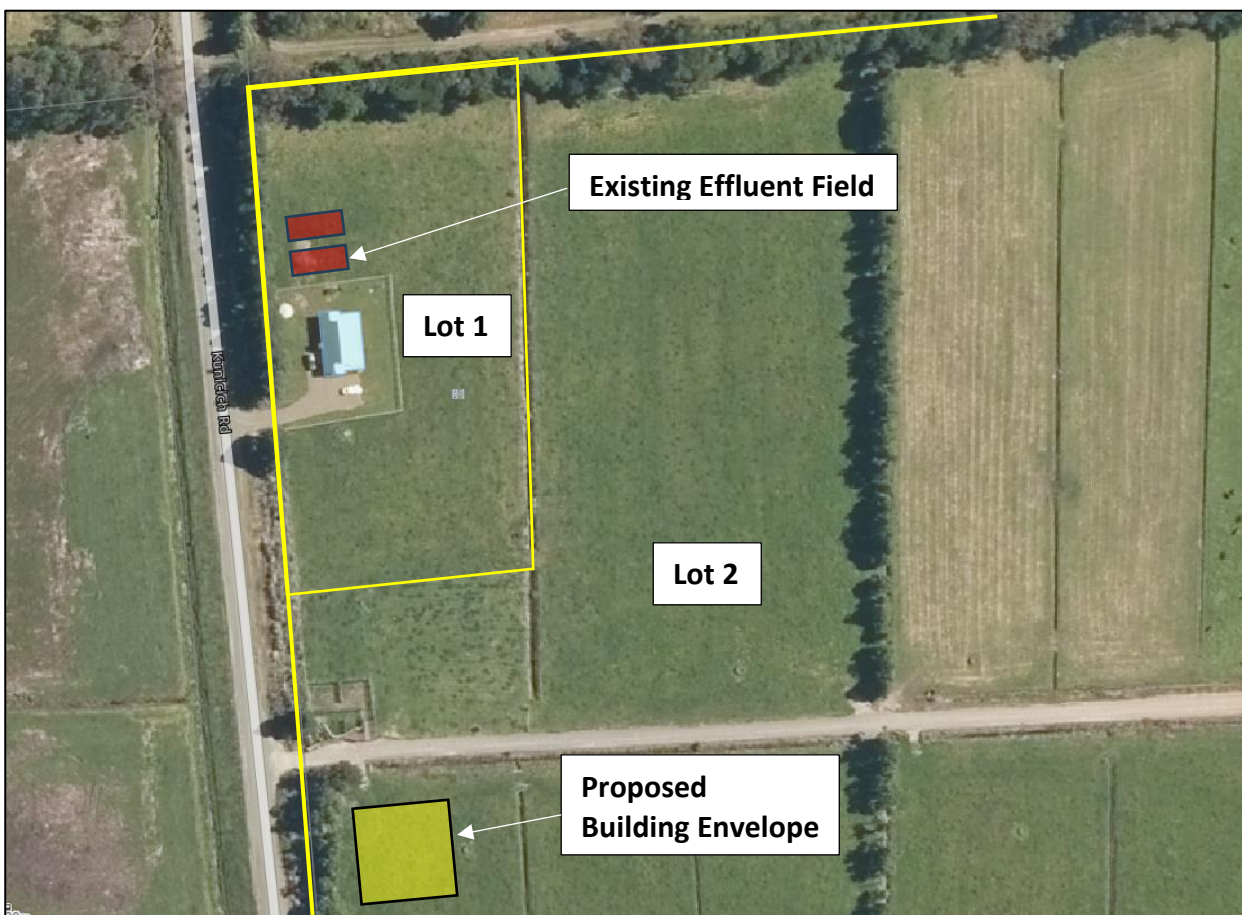 Existing Effluent Field
Lot 1
Lot 2
Proposed
Building Envelope